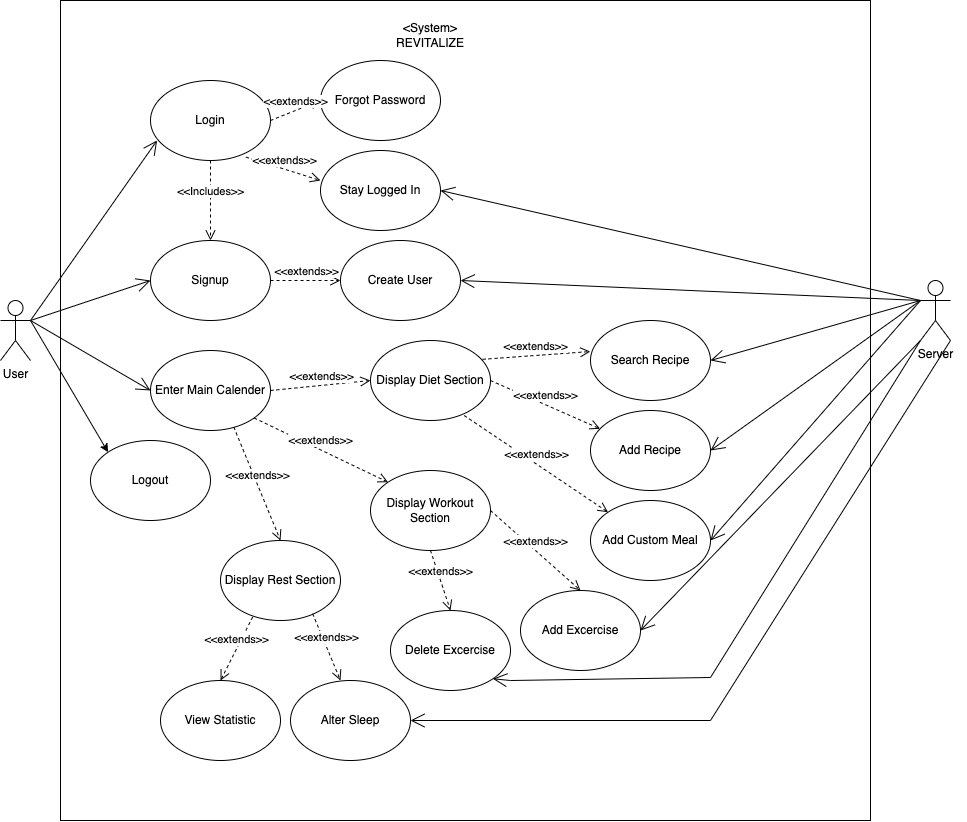 <System>
REVITALIZE
<<extends>>
Forgot Password
Login
<<extends>>
Stay Logged In
<<Includes>>
Signup
<<extends>>
Create User
User
Server
Enter Main Calender
<<extends>>
Display Diet Section
<<extends>>
Search Recipe
<<extends>>
Add Recipe
<<extends>>
Add Custom Meal
Logout
<<extends>>
Display Workout
Section
<<extends>>
Display Rest Section
<<extends>>
Add Excercise
<<extends>>
Delete Excercise
<<extends>>
View Statistic
<<extends>>
Alter Sleep